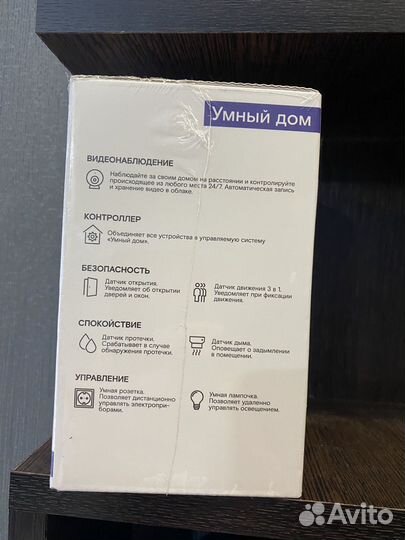 Умный дом
ВИДЕОНАБЛЮДЕНИЕ
Наблюдайте за своим домом на расстоянии и контролируйте
происходящее из любого места 24/7. Автоматическая запись
и хранение видео в облаке.
КОНТРОЛЛЕР
Объединяет все устройства в управляемую систему
«Умный дом».
БЕЗОПАСНОСТЬ
Датчик открытия.
Уведомляет об открытии
дверей и окон.
Датчик движения 3 в 1.
Уведомляет при фиксации
движения.
СПОКОЙСТВИЕ
Датчик протечки.
Срабатывает в случае
обнаружения протечки.
Датчик дыма.
Оповещает о задымлении
в помещении.
УПРАВЛЕНИЕ
Умная розетка.
Позволяет дистанционно
управлять электропри-
борами.
Умная лампочка.
Позволяет удаленно
управлять освещением.
Avito